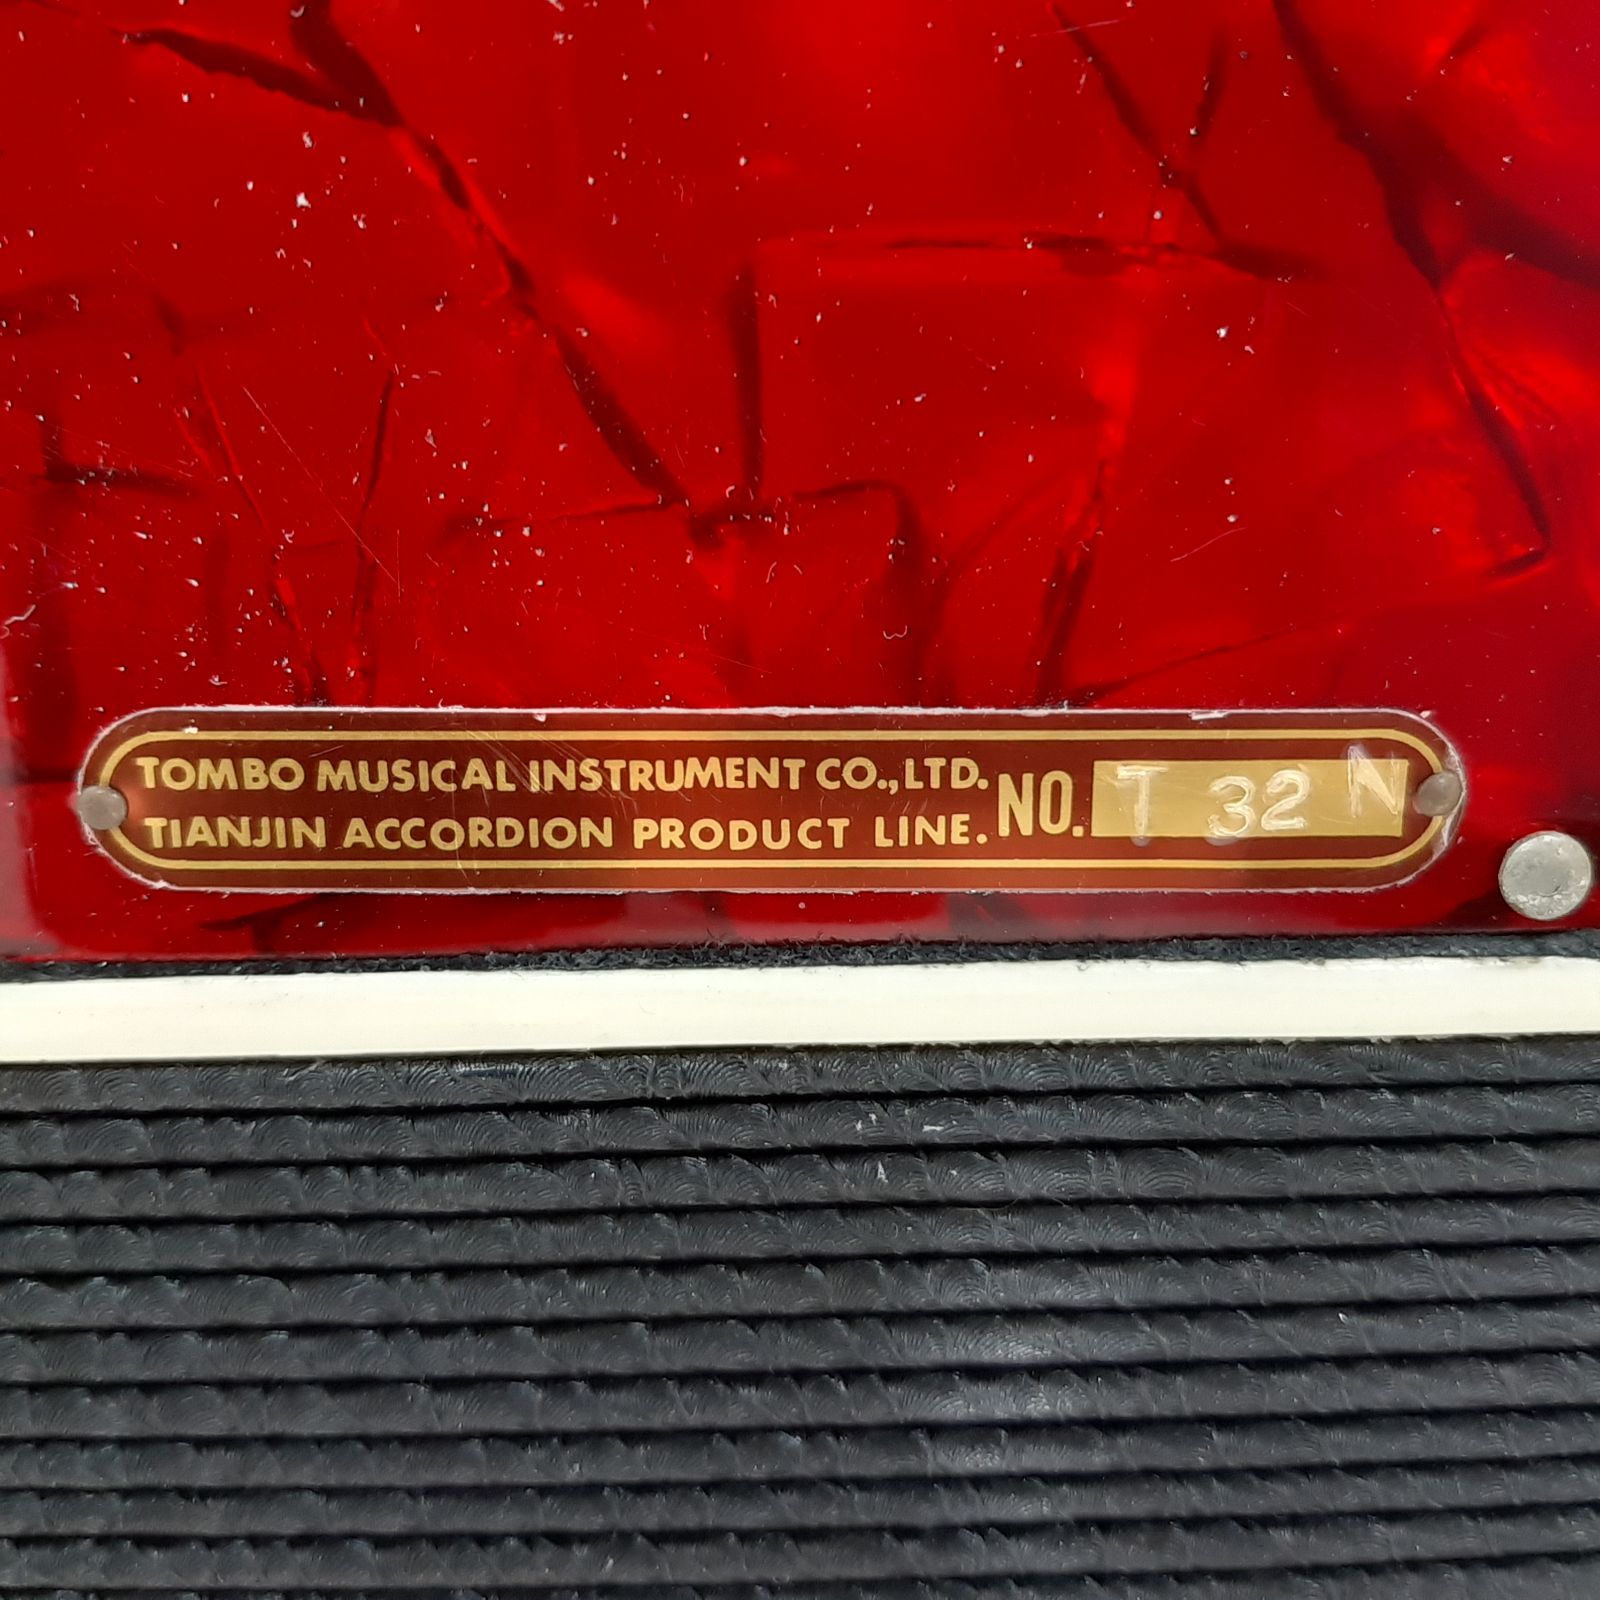 TOMBO MUSICAL INSTRUMENT CO.,LTD.
TIANJIN ACCORDION PRODUCT LINE.
NO. T 32 N